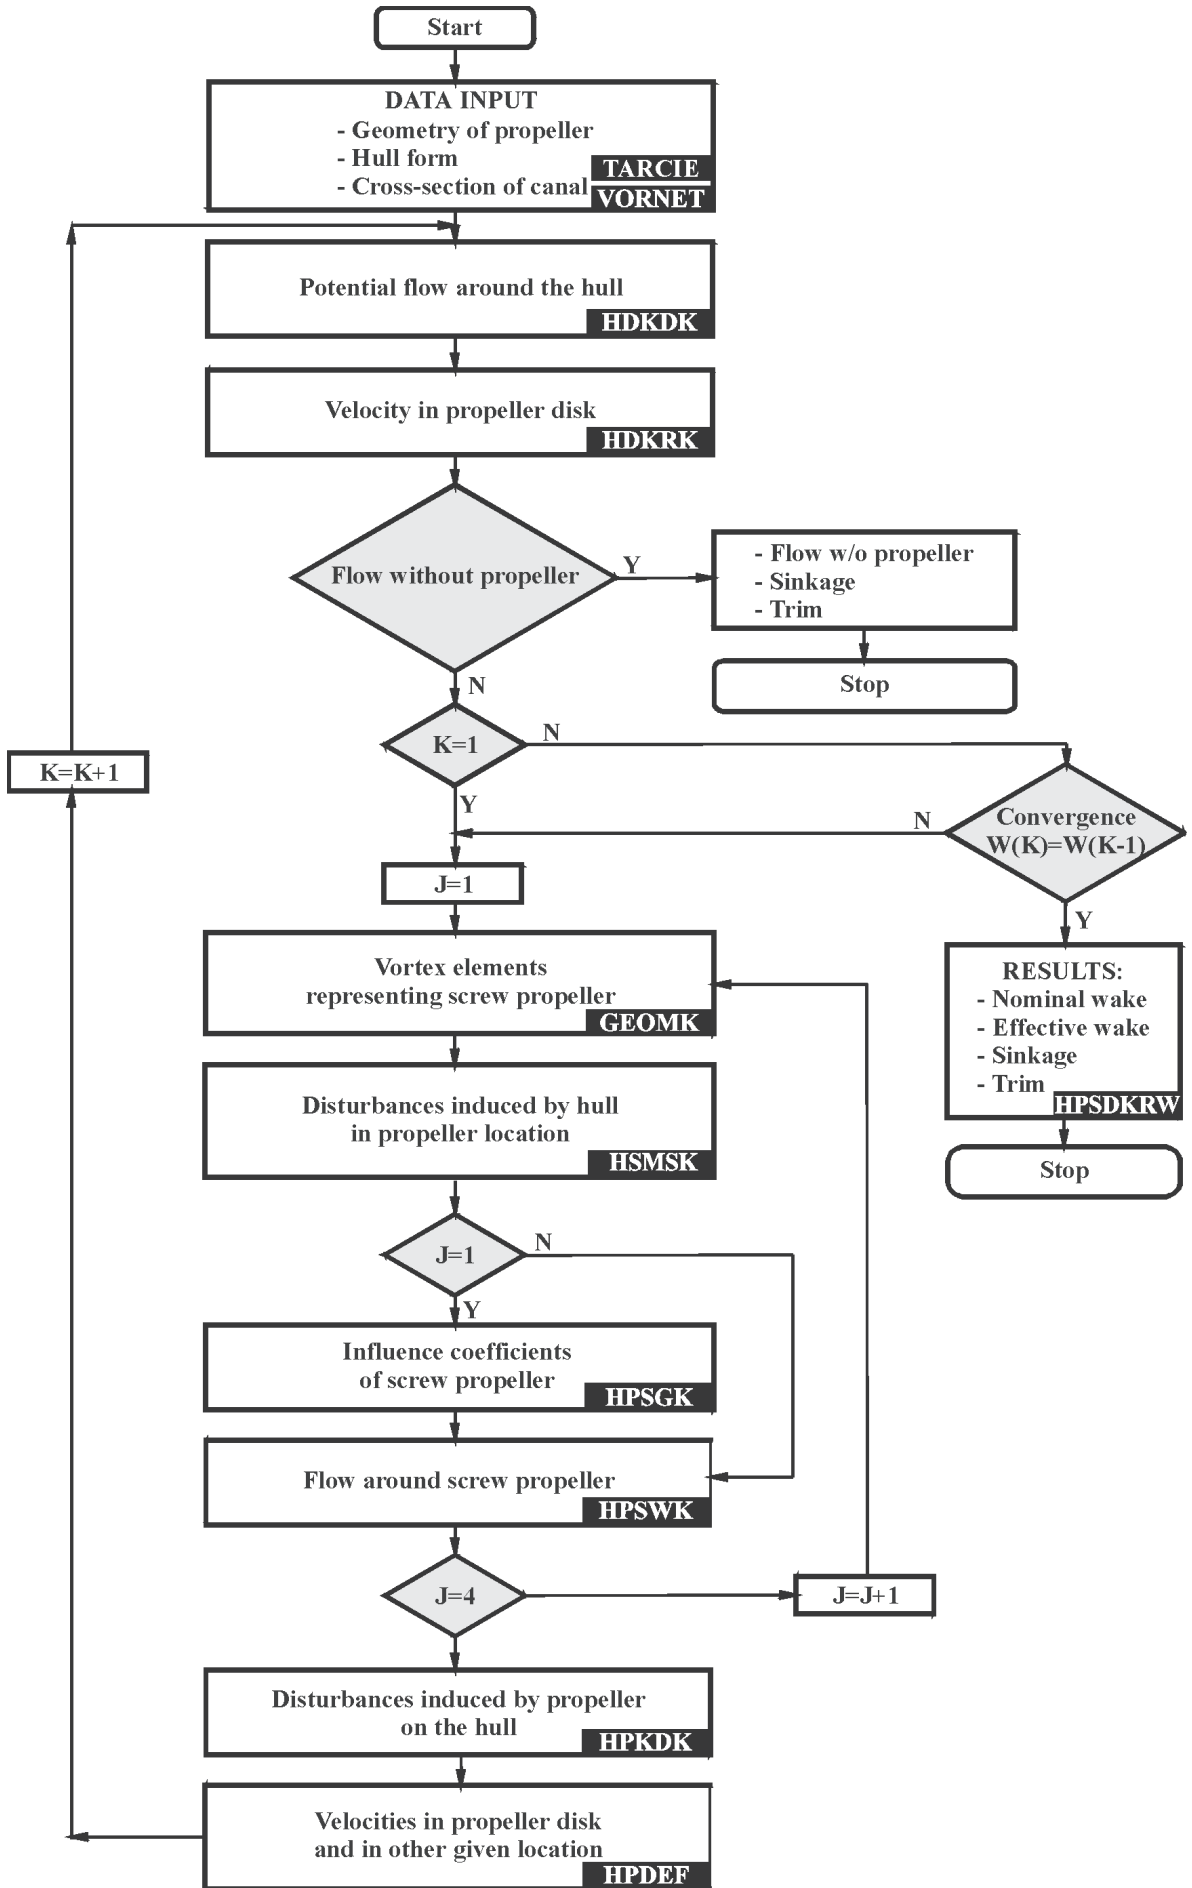 Start
DATA INPUT
- Geometry of propeller
- Hull form
- Cross-section of canal
TARCIE
VORNET
Potential flow around the hull
HDKDK
Velocity in propeller disk
HDKRK
Flow without propeller
Y
- Flow w/o propeller
- Sinkage
- Trim
Stop
N
K=1
N
K=K+1
Y
Convergence
W(K)=W(K-1)
N
J=1
Y
RESULTS:
- Nominal wake
- Effective wake
- Sinkage
- Trim
HPSDKRW
Stop
Vortex elements
representing screw propeller
GEOMK
Disturbances induced by hull
in propeller location
HSMSK
J=1
N
Y
Influence coefficients
of screw propeller
HPSGK
Flow around screw propeller
HPSWK
J=4
J=J+1
Disturbances induced by propeller
on the hull
HPKDK
Velocities in propeller disk
and in other given location
HPDEF